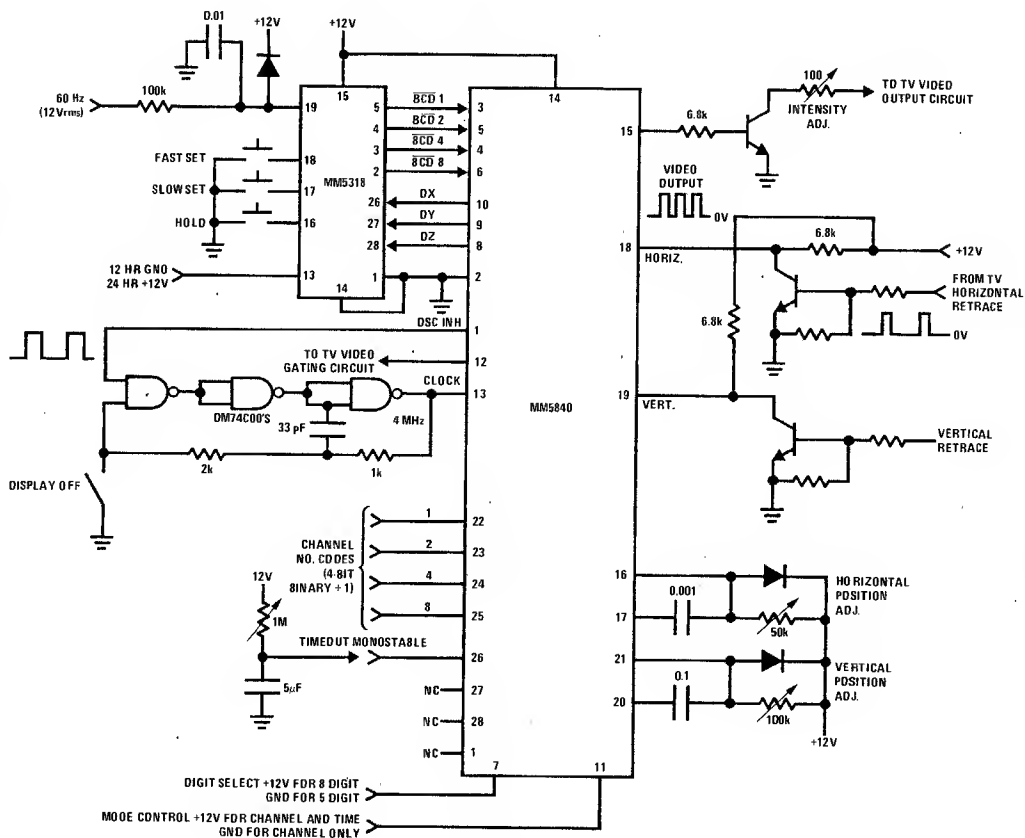 0.01
+12V
+12V
60 Hz
(12Vrms)
100k
19
15
5
BCD 1
3
4
BCD 2
5
3
BCD 4
4
2
BCD 8
6
MM5318
FAST SET
18
SLOW SET
17
HOLD
16
26
DX
10
27
DY
9
28
DZ
8
12 HR GND
24 HR +12V
13
1
2
14
DSC INH
1
TO TV VIDEO
GATING CIRCUIT
12
CLOCK
13
DM74C00'S
33 pF
4 MHz
2k
1k
DISPLAY OFF
MM5840
14
15
6.8k
100
INTENSITY
ADJ.
TO TV VIDEO
OUTPUT CIRCUIT
VIDEO
OUTPUT
0V
18
HORIZ.
6.8k
+12V
FROM TV
HORIZONTAL
RETRACE
0V
6.8k
19
VERT.
VERTICAL
RETRACE
CHANNEL
NO. CODES
(4-BIT
BINARY + 1)
1
22
2
23
4
24
8
25
12V
1M
TIMEOUT MONOSTABLE
26
5µF
NC
27
NC
28
NC
1
16
0.001
17
50k
HORIZONTAL
POSITION
ADJ.
21
0.1
20
100k
VERTICAL
POSITION
ADJ.
+12V
7
11
DIGIT SELECT +12V FOR 8 DIGIT
GND FOR 5 DIGIT
MODE CONTROL +12V FOR CHANNEL AND TIME
GND FOR CHANNEL ONLY